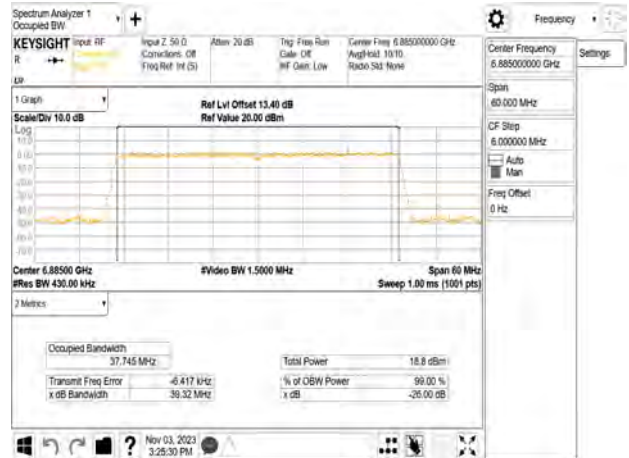 Spectrum Analyzer 1
Occupied BW
Frequency
KEYSIGHT
Input: RF
Input Z: 50 Ω
Corrections: Off
Freq Ref: Int (S)
Atten: 20 dB
Trig: Free Run
Gate: Off
#IF Gain: Low
Center Freq: 6.885000000 GHz
Avg|Hold: 10/10
Radio Std: None
R
LXI
Center Frequency
6.885000000 GHz
Settings
Span
60.000 MHz
CF Step
6.000000 MHz
Auto
Man
Freq Offset
0 Hz
1 Graph
Scale/Div 10.0 dB
Ref Lvl Offset 13.40 dB
Ref Value 20.00 dBm
Log
Center 6.88500 GHz
#Video BW 1.5000 MHz
Span 60 MHz
#Res BW 430.00 kHz
Sweep 1.00 ms (1001 pts)
2 Metrics
Occupied Bandwidth
37.745 MHz
Total Power
18.8 dBm
Transmit Freq Error
-6.417 kHz
% of OBW Power
99.00 %
x dB Bandwidth
39.32 MHz
x dB
-26.00 dB
?
Nov 03, 2023
3:25:30 PM